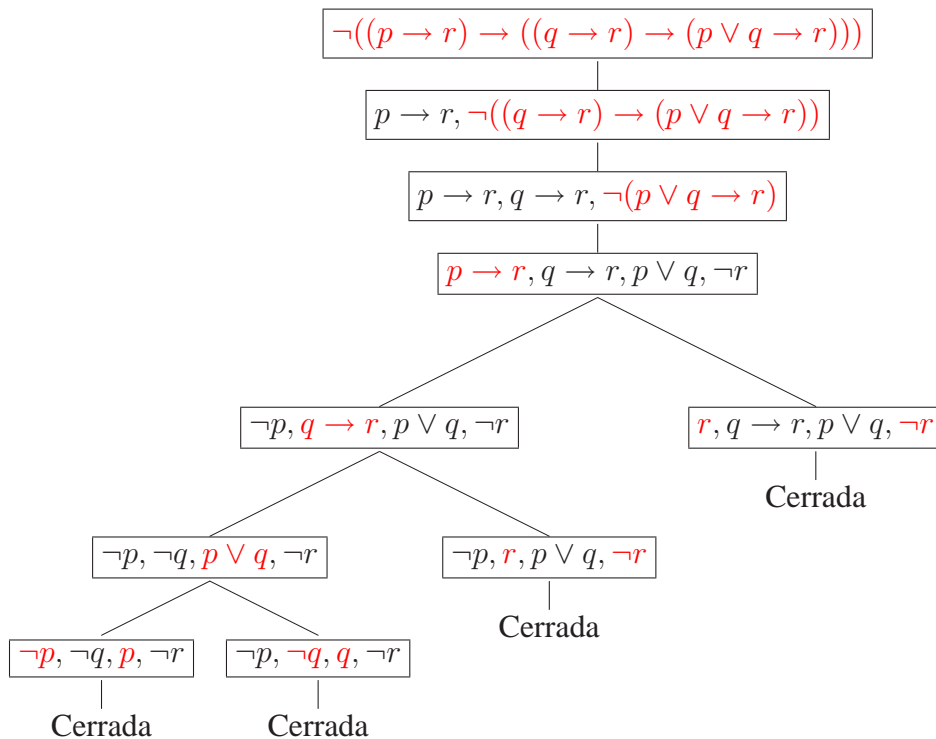 ¬((p → r) → ((q → r) → (p ∨ q → r)))
p → r, ¬((q → r) → (p ∨ q → r))
p → r, q → r, ¬(p ∨ q → r)
p → r, q → r, p ∨ q, ¬r
¬p, q → r, p ∨ q, ¬r
r, q → r, p ∨ q, ¬r
Cerrada
¬p, ¬q, p ∨ q, ¬r
¬p, r, p ∨ q, ¬r
Cerrada
¬p, ¬q, p, ¬r
¬p, ¬q, q, ¬r
Cerrada
Cerrada